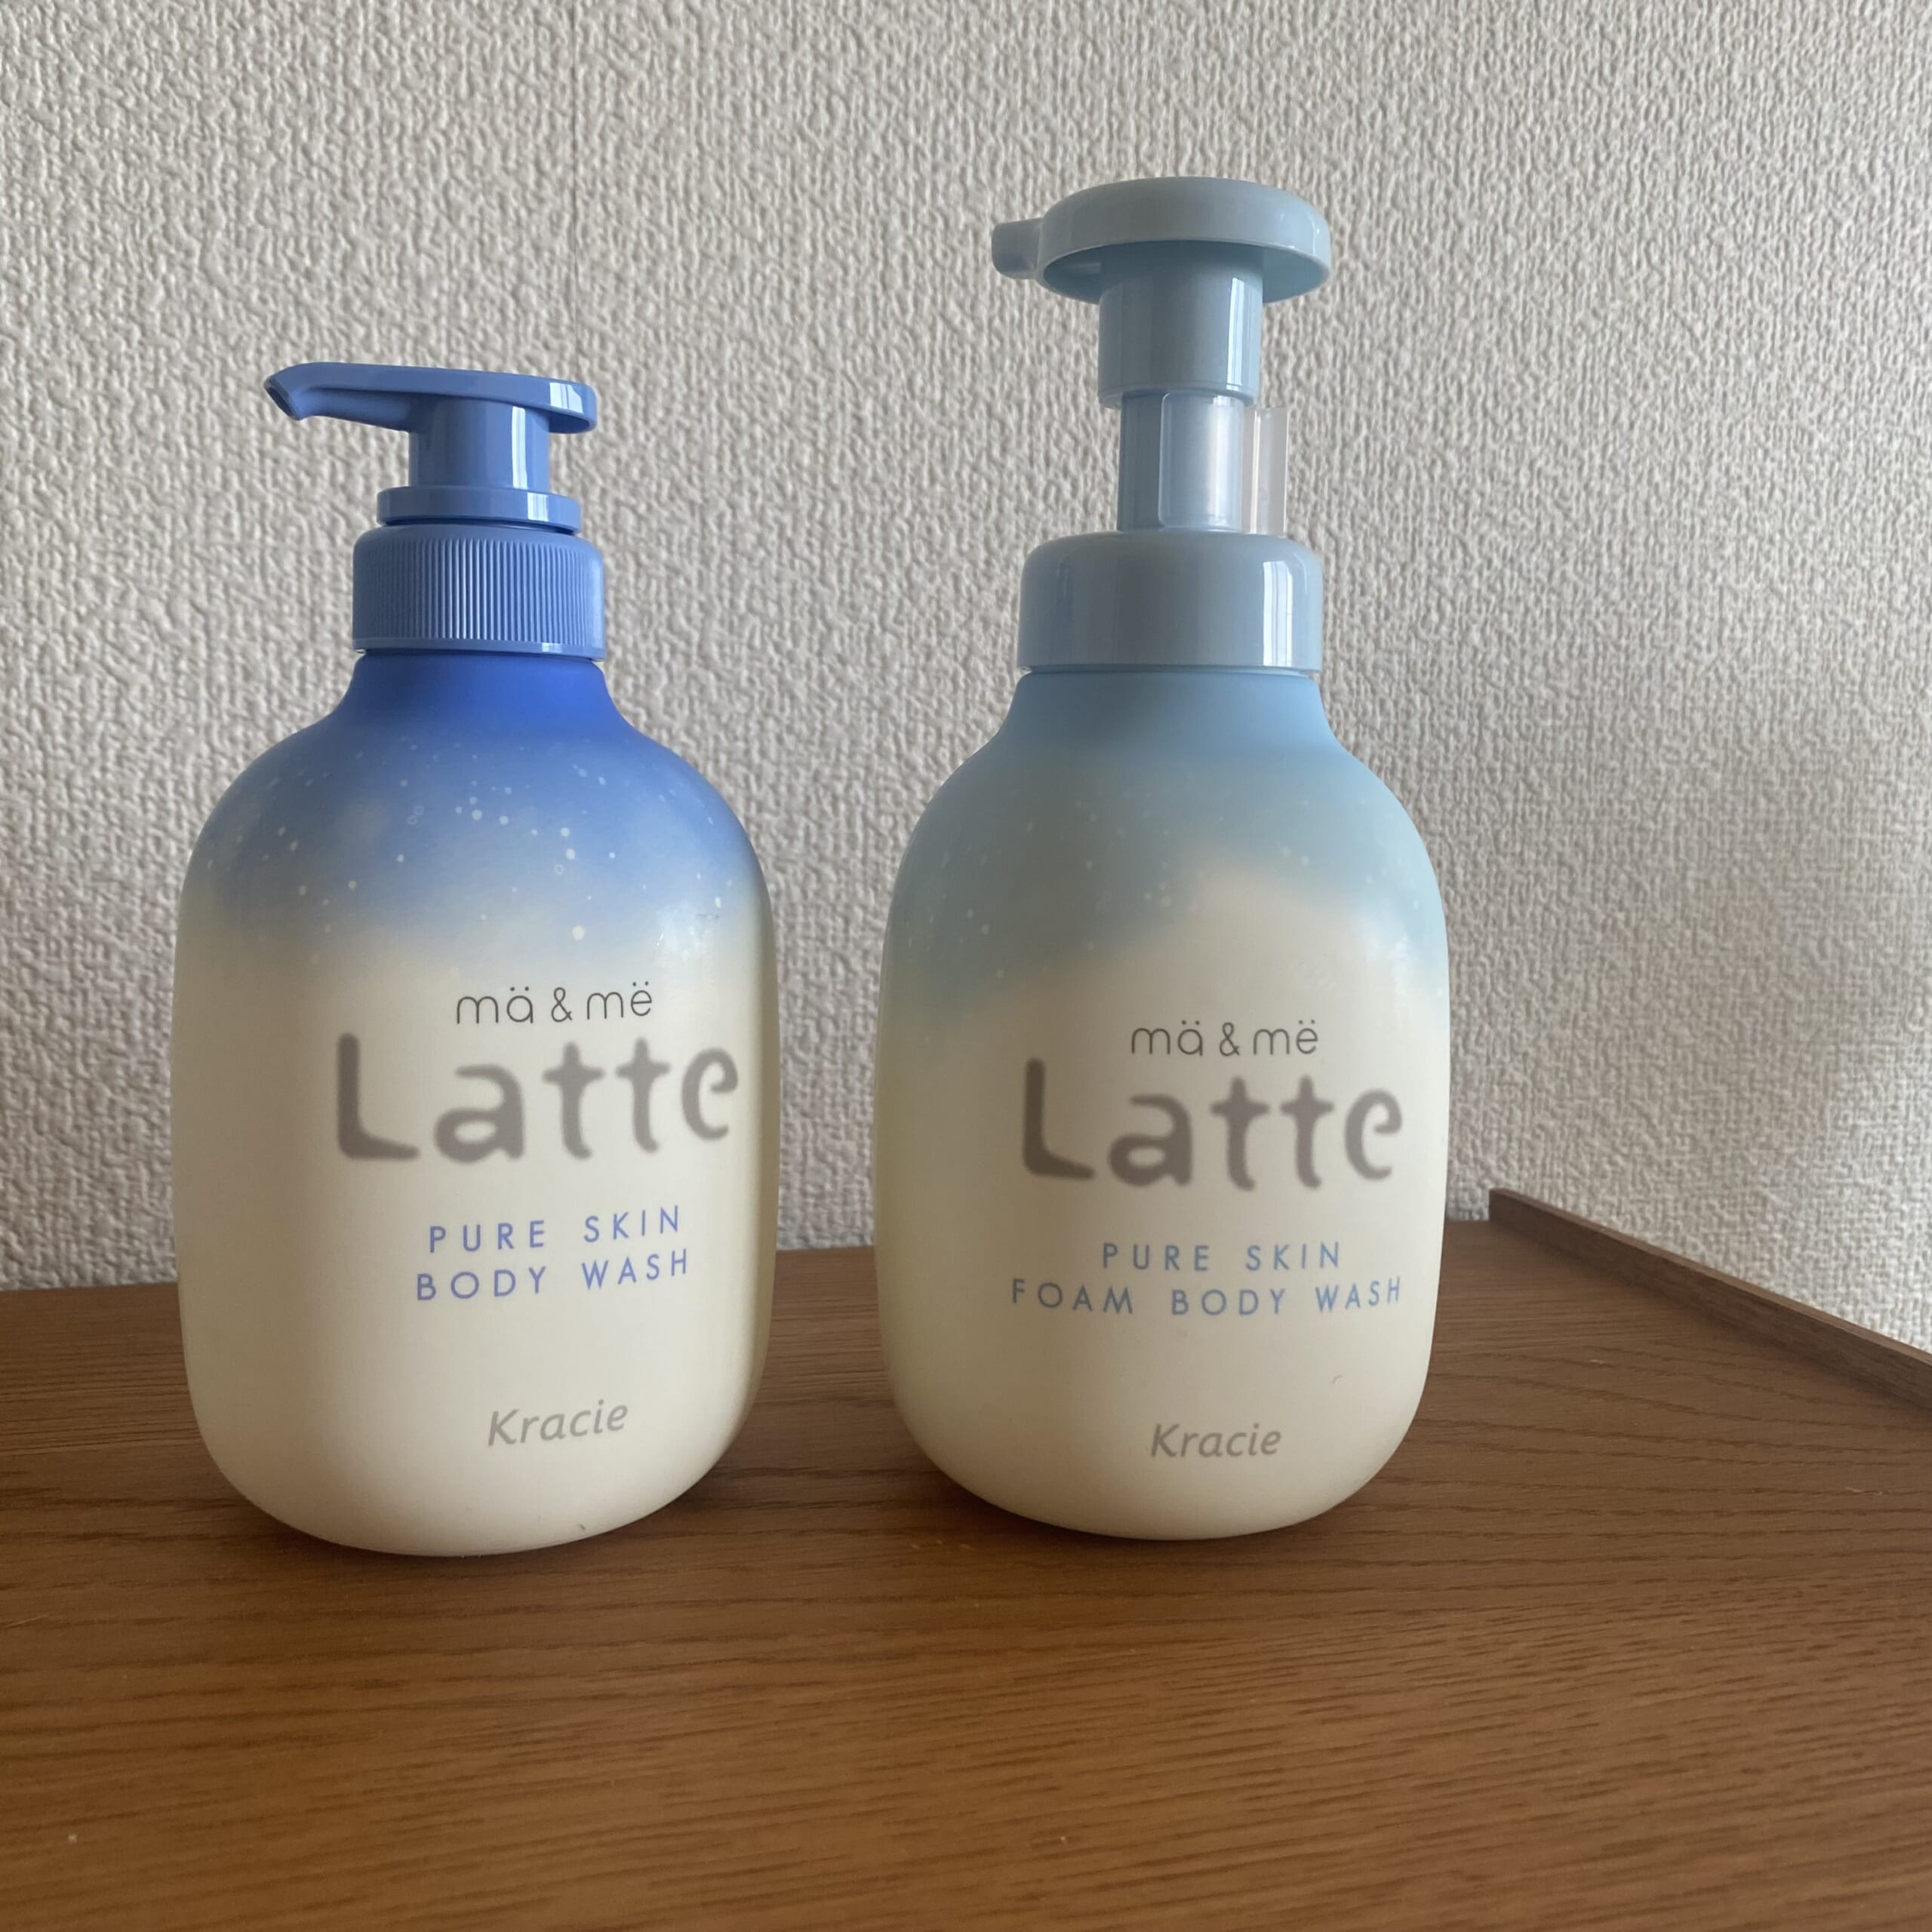 mä & më
Latte
PURE SKIN
BODY WASH
Kracie
mä & më
Latte
PURE SKIN
FOAM BODY WASH
Kracie